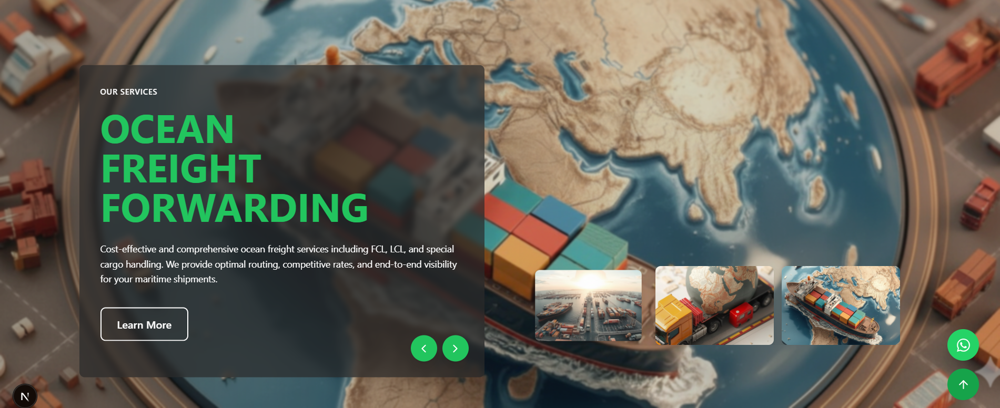 OUR SERVICES
OCEAN
FREIGHT
FORWARDING
Cost-effective and comprehensive ocean freight services including FCL, LCL, and special
cargo handling. We provide optimal routing, competitive rates, and end-to-end visibility
for your maritime shipments.
Learn More
N